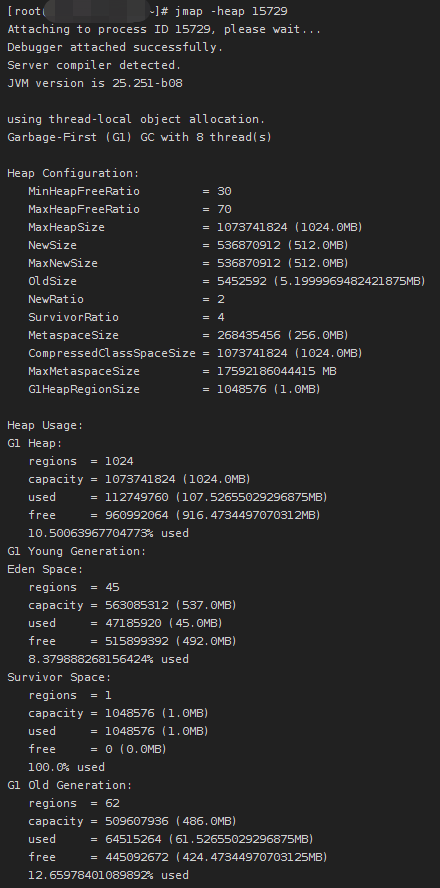 [root@ ~]# jmap -heap 15729
Attaching to process ID 15729, please wait...
Debugger attached successfully.
Server compiler detected.
JVM version is 25.251-b08

using thread-local object allocation.
Garbage-First (G1) GC with 8 thread(s)

Heap Configuration:
   MinHeapFreeRatio         = 30
   MaxHeapFreeRatio         = 70
   MaxHeapSize              = 1073741824 (1024.0MB)
   NewSize                  = 536870912 (512.0MB)
   MaxNewSize               = 536870912 (512.0MB)
   OldSize                  = 5452592 (5.1999969482421875MB)
   NewRatio                 = 2
   SurvivorRatio            = 4
   MetaspaceSize            = 268435456 (256.0MB)
   CompressedClassSpaceSize = 1073741824 (1024.0MB)
   MaxMetaspaceSize         = 17592186044415 MB
   G1HeapRegionSize         = 1048576 (1.0MB)

Heap Usage:
G1 Heap:
   regions  = 1024
   capacity = 1073741824 (1024.0MB)
   used     = 112749760 (107.52655029296875MB)
   free     = 960992064 (916.4734497070312MB)
   10.50063967704773% used
G1 Young Generation:
Eden Space:
   regions  = 45
   capacity = 563085312 (537.0MB)
   used     = 47185920 (45.0MB)
   free     = 515899392 (492.0MB)
   8.379888268156424% used
Survivor Space:
   regions  = 1
   capacity = 1048576 (1.0MB)
   used     = 1048576 (1.0MB)
   free     = 0 (0.0MB)
   100.0% used
G1 Old Generation:
   regions  = 62
   capacity = 509607936 (486.0MB)
   used     = 64515264 (61.52655029296875MB)
   free     = 445092672 (424.47344970703125MB)
   12.65978401089892% used